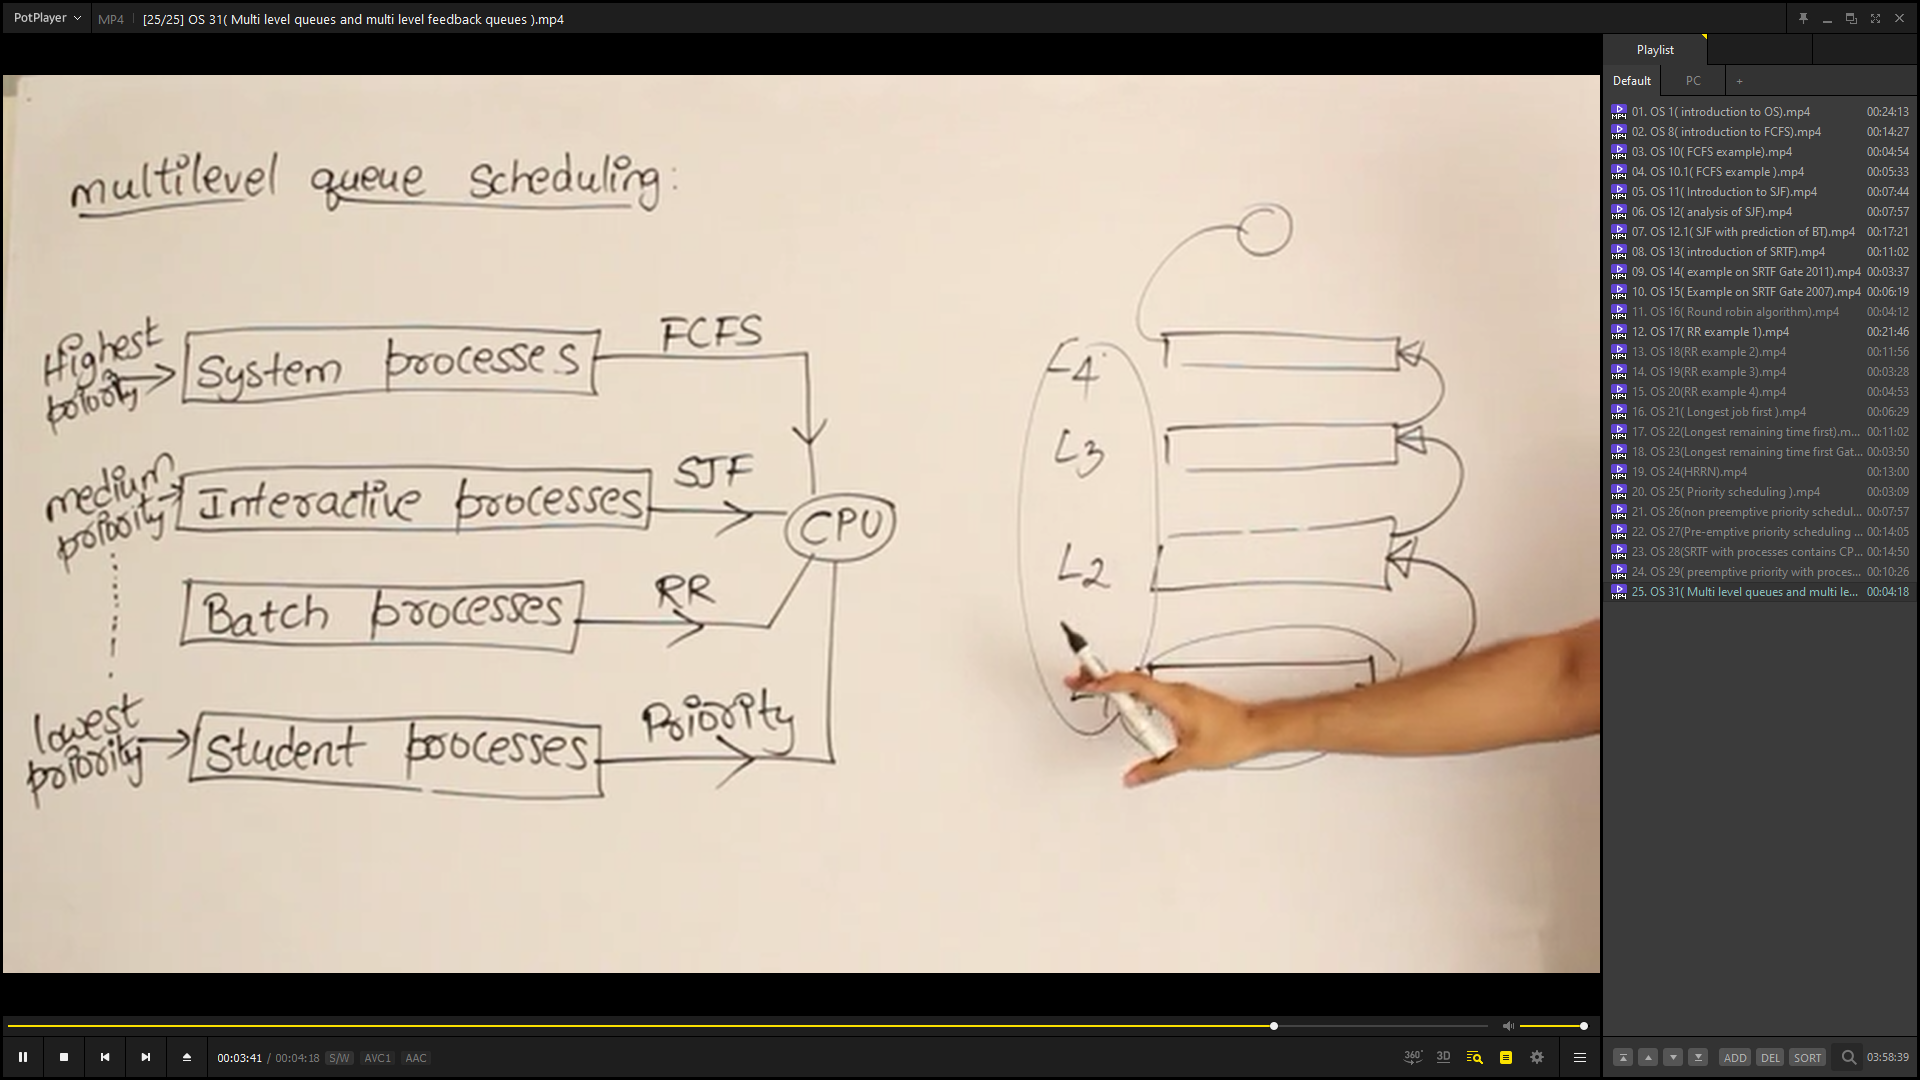 PotPlayer
MP4
[25/25] OS 31( Multi level queues and multi level feedback queues ).mp4
multilevel queue scheduling:
Highest priority
System processes
FCFS
medium priority
Interactive processes
SJF
CPU
Batch processes
RR
lowest priority
Student processes
Priority
L4
L3
L2
Playlist
Default
PC
+
01. OS 1( introduction to OS).mp4 00:24:13
02. OS 8( introduction to FCFS).mp4 00:14:27
03. OS 10( FCFS example).mp4 00:04:54
04. OS 10.1( FCFS example ).mp4 00:05:33
05. OS 11( Introduction to SJF).mp4 00:07:44
06. OS 12( analysis of SJF).mp4 00:07:57
07. OS 12.1( SJF with prediction of BT).mp4 00:17:21
08. OS 13( introduction of SRTF).mp4 00:11:02
09. OS 14( example on SRTF Gate 2011).mp4 00:03:37
10. OS 15( Example on SRTF Gate 2007).mp4 00:06:19
11. OS 16( Round robin algorithm).mp4 00:04:12
12. OS 17( RR example 1).mp4 00:21:46
13. OS 18(RR example 2).mp4 00:11:56
14. OS 19(RR example 3).mp4 00:03:28
15. OS 20(RR example 4).mp4 00:04:53
16. OS 21( Longest job first ).mp4 00:06:29
17. OS 22(Longest remaining time first).m... 00:11:02
18. OS 23(Longest remaining time first Gat... 00:03:50
19. OS 24(HRRN).mp4 00:13:00
20. OS 25( Priority scheduling ).mp4 00:03:09
21. OS 26(non preemptive priority schedul... 00:07:57
22. OS 27(Pre-emptive priority scheduling ... 00:14:05
23. OS 28(SRTF with processes contains CP... 00:14:50
24. OS 29( preemptive priority with proces... 00:10:26
25. OS 31( Multi level queues and multi le... 00:04:18
00:03:41 / 00:04:18 S/W AVC1 AAC
360° 3D
ADD DEL SORT 03:58:39